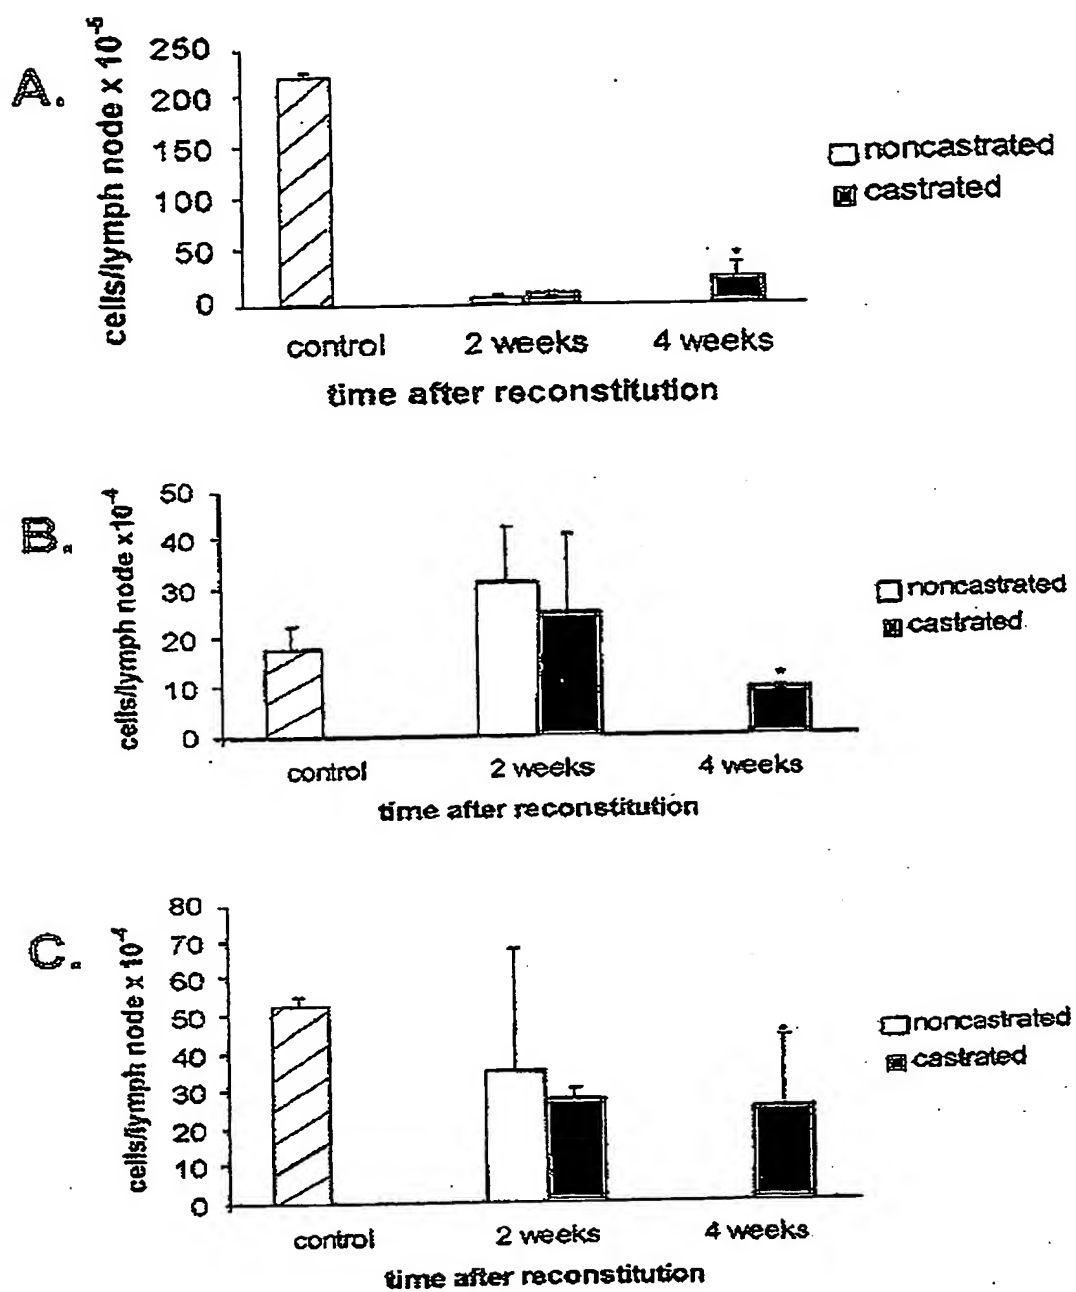 A.
cells/lymph node x 10^-5
250
200
150
100
50
0
noncastrated
castrated
*
control 2 weeks 4 weeks
time after reconstitution
B.
cells/lymph node x10^-4
50
40
30
20
10
0
noncastrated
castrated
*
control 2 weeks 4 weeks
time after reconstitution
C.
cells/lymph node x 10^-4
80
70
60
50
40
30
20
10
0
noncastrated
castrated
*
control 2 weeks 4 weeks
time after reconstitution